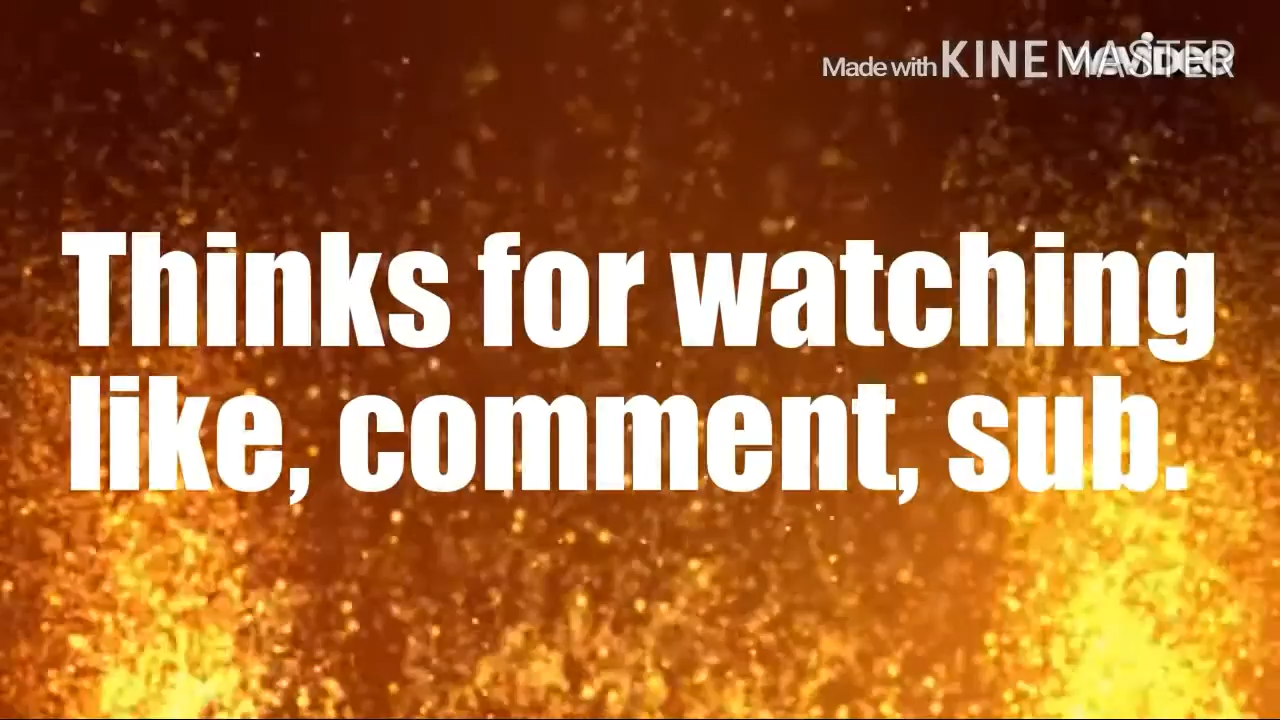 Made with KINEMASTER
Thinks for watching
like, comment, sub.